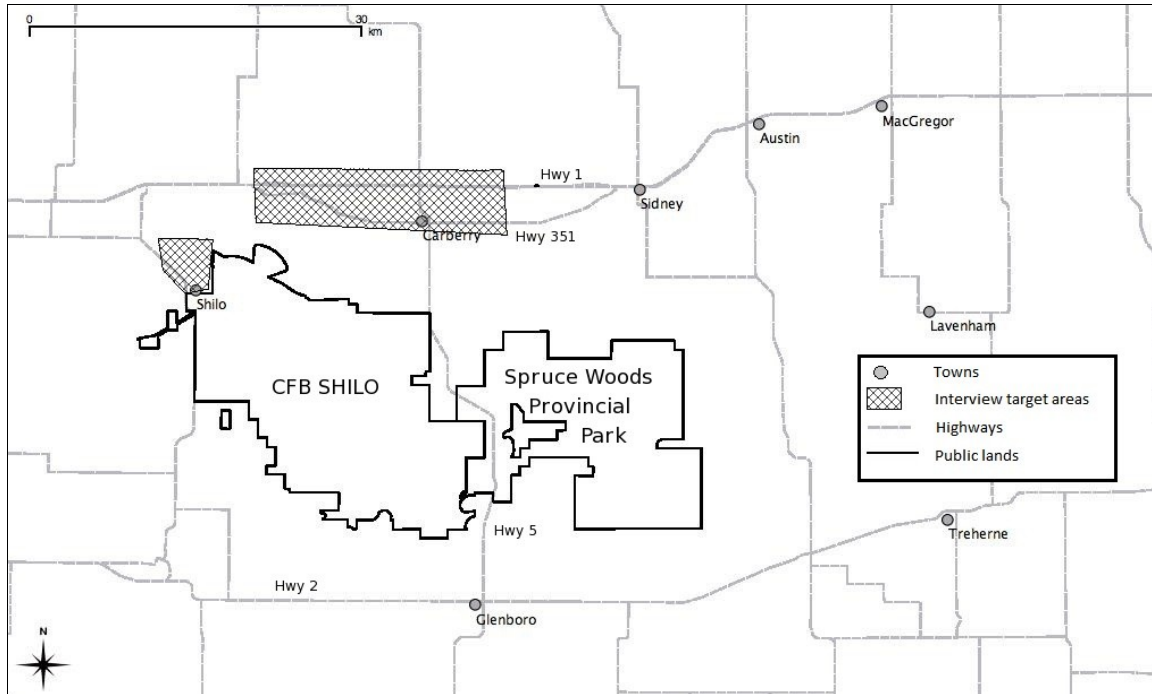 0
30
km
MacGregor
Austin
Hwy 1
Sidney
Carberry
Hwy 351
Shilo
Lavenham
CFB SHILO
Spruce Woods
Provincial
Park
Towns
Interview target areas
Highways
Public lands
Hwy 5
Treherne
Hwy 2
Glenboro
N